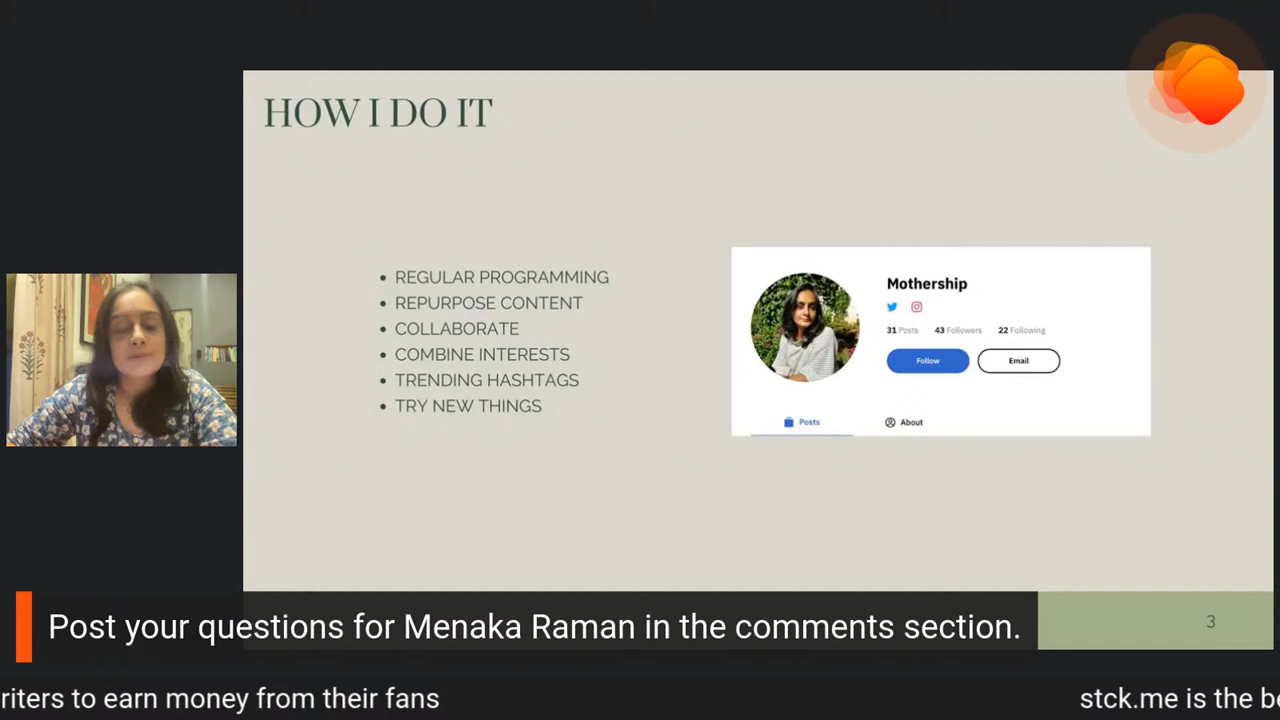 HOW I DO IT
REGULAR PROGRAMMING
REPURPOSE CONTENT
COLLABORATE
COMBINE INTERESTS
TRENDING HASHTAGS
TRY NEW THINGS
Mothership
31 Posts 43 Followers 22 Following
Follow Email
Posts About
Post your questions for Menaka Raman in the comments section.
3
riters to earn money from their fans stck.me is the